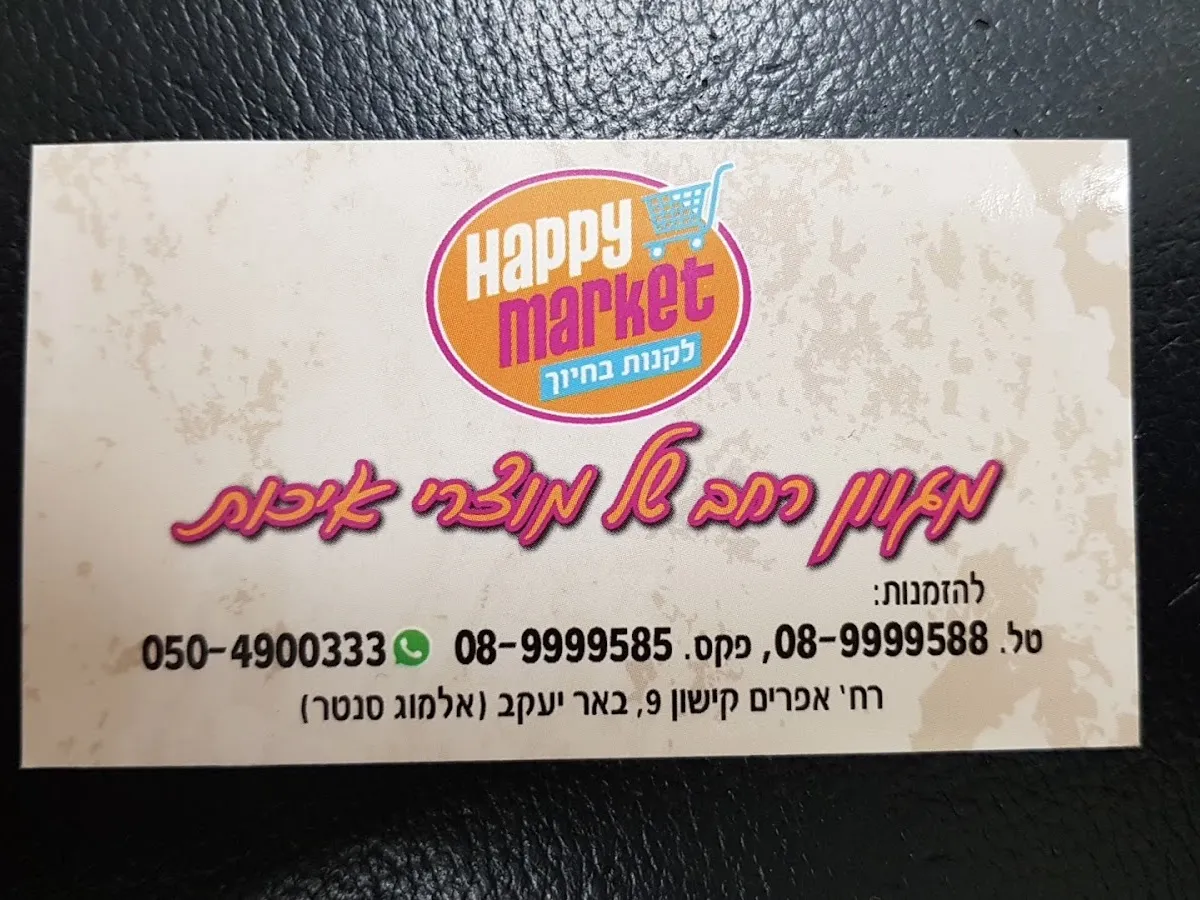 Happy
market
לקנות בחיוך
מגוון רחב של מוצרי איכות
להזמנות:
טל. 08-9999588, פקס. 08-9999585 050-4900333
רח' אפרים קישון 9, באר יעקב (אלמוג סנטר)